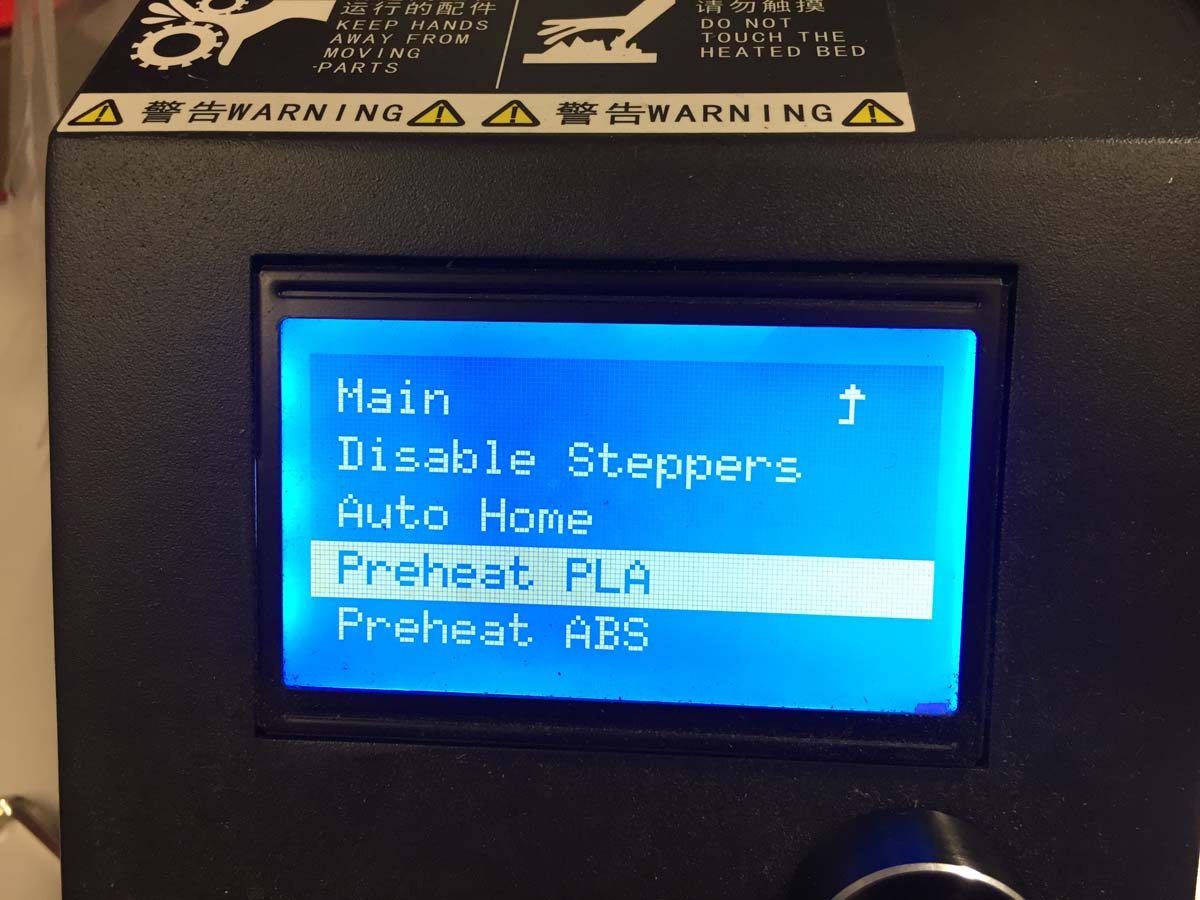 运行的配件
KEEP HANDS
AWAY FROM
MOVING
PARTS
请勿触摸
DO NOT
TOUCH THE
HEATED BED
警告WARNING
警告WARNING
Main
Disable Steppers
Auto Home
Preheat PLA
Preheat ABS